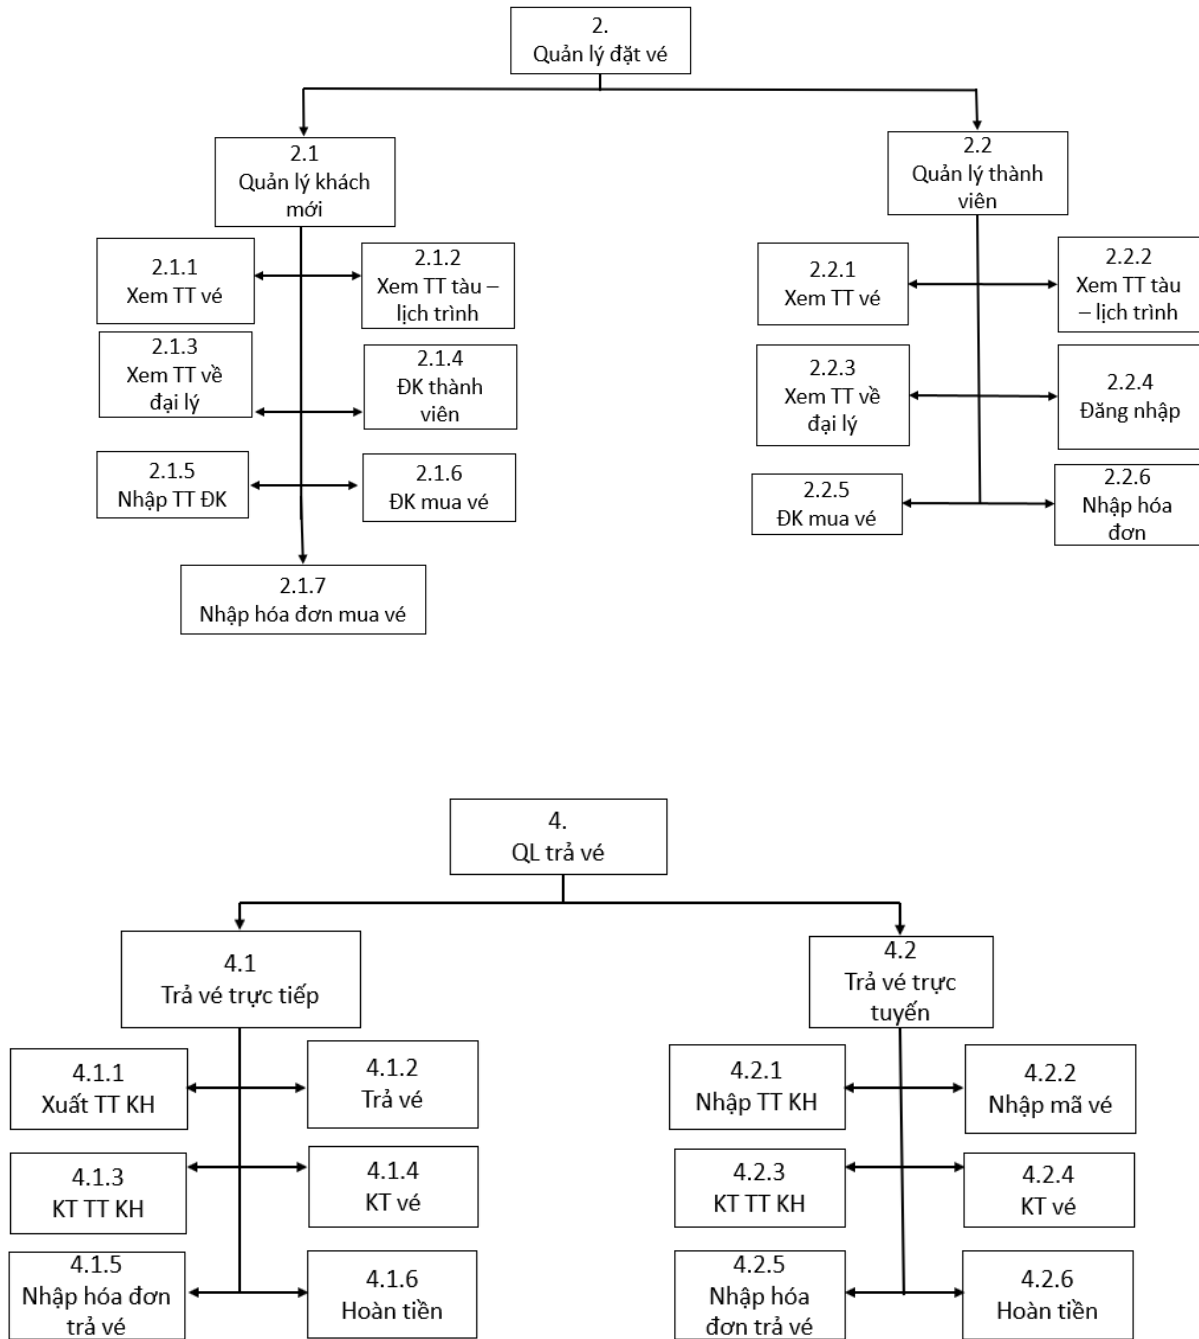 2.
Quản lý đặt vé
2.1
Quản lý khách
mới
2.2
Quản lý thành
viên
2.1.1
Xem TT vé
2.1.2
Xem TT tàu –
lịch trình
2.2.1
Xem TT vé
2.2.2
Xem TT tàu
– lịch trình
2.1.3
Xem TT về
đại lý
2.1.4
ĐK thành
viên
2.2.3
Xem TT về
đại lý
2.2.4
Đăng nhập
2.1.5
Nhập TT ĐK
2.1.6
ĐK mua vé
2.2.5
ĐK mua vé
2.2.6
Nhập hóa
đơn
2.1.7
Nhập hóa đơn mua vé
4.
QL trả vé
4.1
Trả vé trực tiếp
4.2
Trả vé trực
tuyến
4.1.1
Xuất TT KH
4.1.2
Trả vé
4.2.1
Nhập TT KH
4.2.2
Nhập mã vé
4.1.3
KT TT KH
4.1.4
KT vé
4.2.3
KT TT KH
4.2.4
KT vé
4.1.5
Nhập hóa đơn
trả vé
4.1.6
Hoàn tiền
4.2.5
Nhập hóa
đơn trả vé
4.2.6
Hoàn tiền